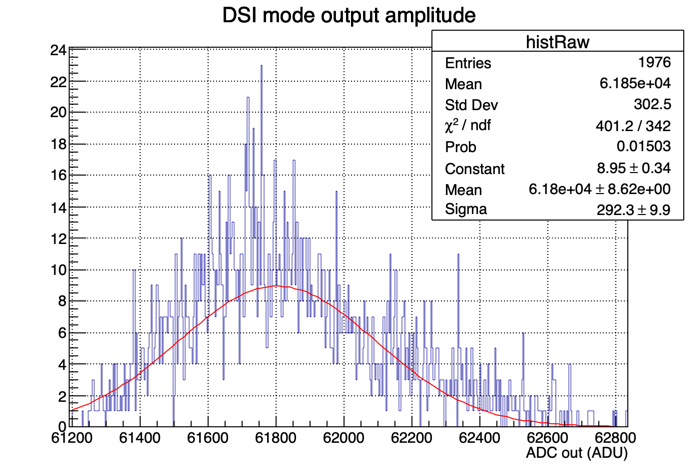 DSI mode output amplitude
histRaw
Entries 1976
Mean 6.185e+04
Std Dev 302.5
χ² / ndf 401.2 / 342
Prob 0.01503
Constant 8.95 ± 0.34
Mean 6.18e+04 ± 8.62e+00
Sigma 292.3 ± 9.9
24
22
20
18
16
14
12
10
8
6
4
2
0
61200 61400 61600 61800 62000 62200 62400 62600 62800
ADC out (ADU)